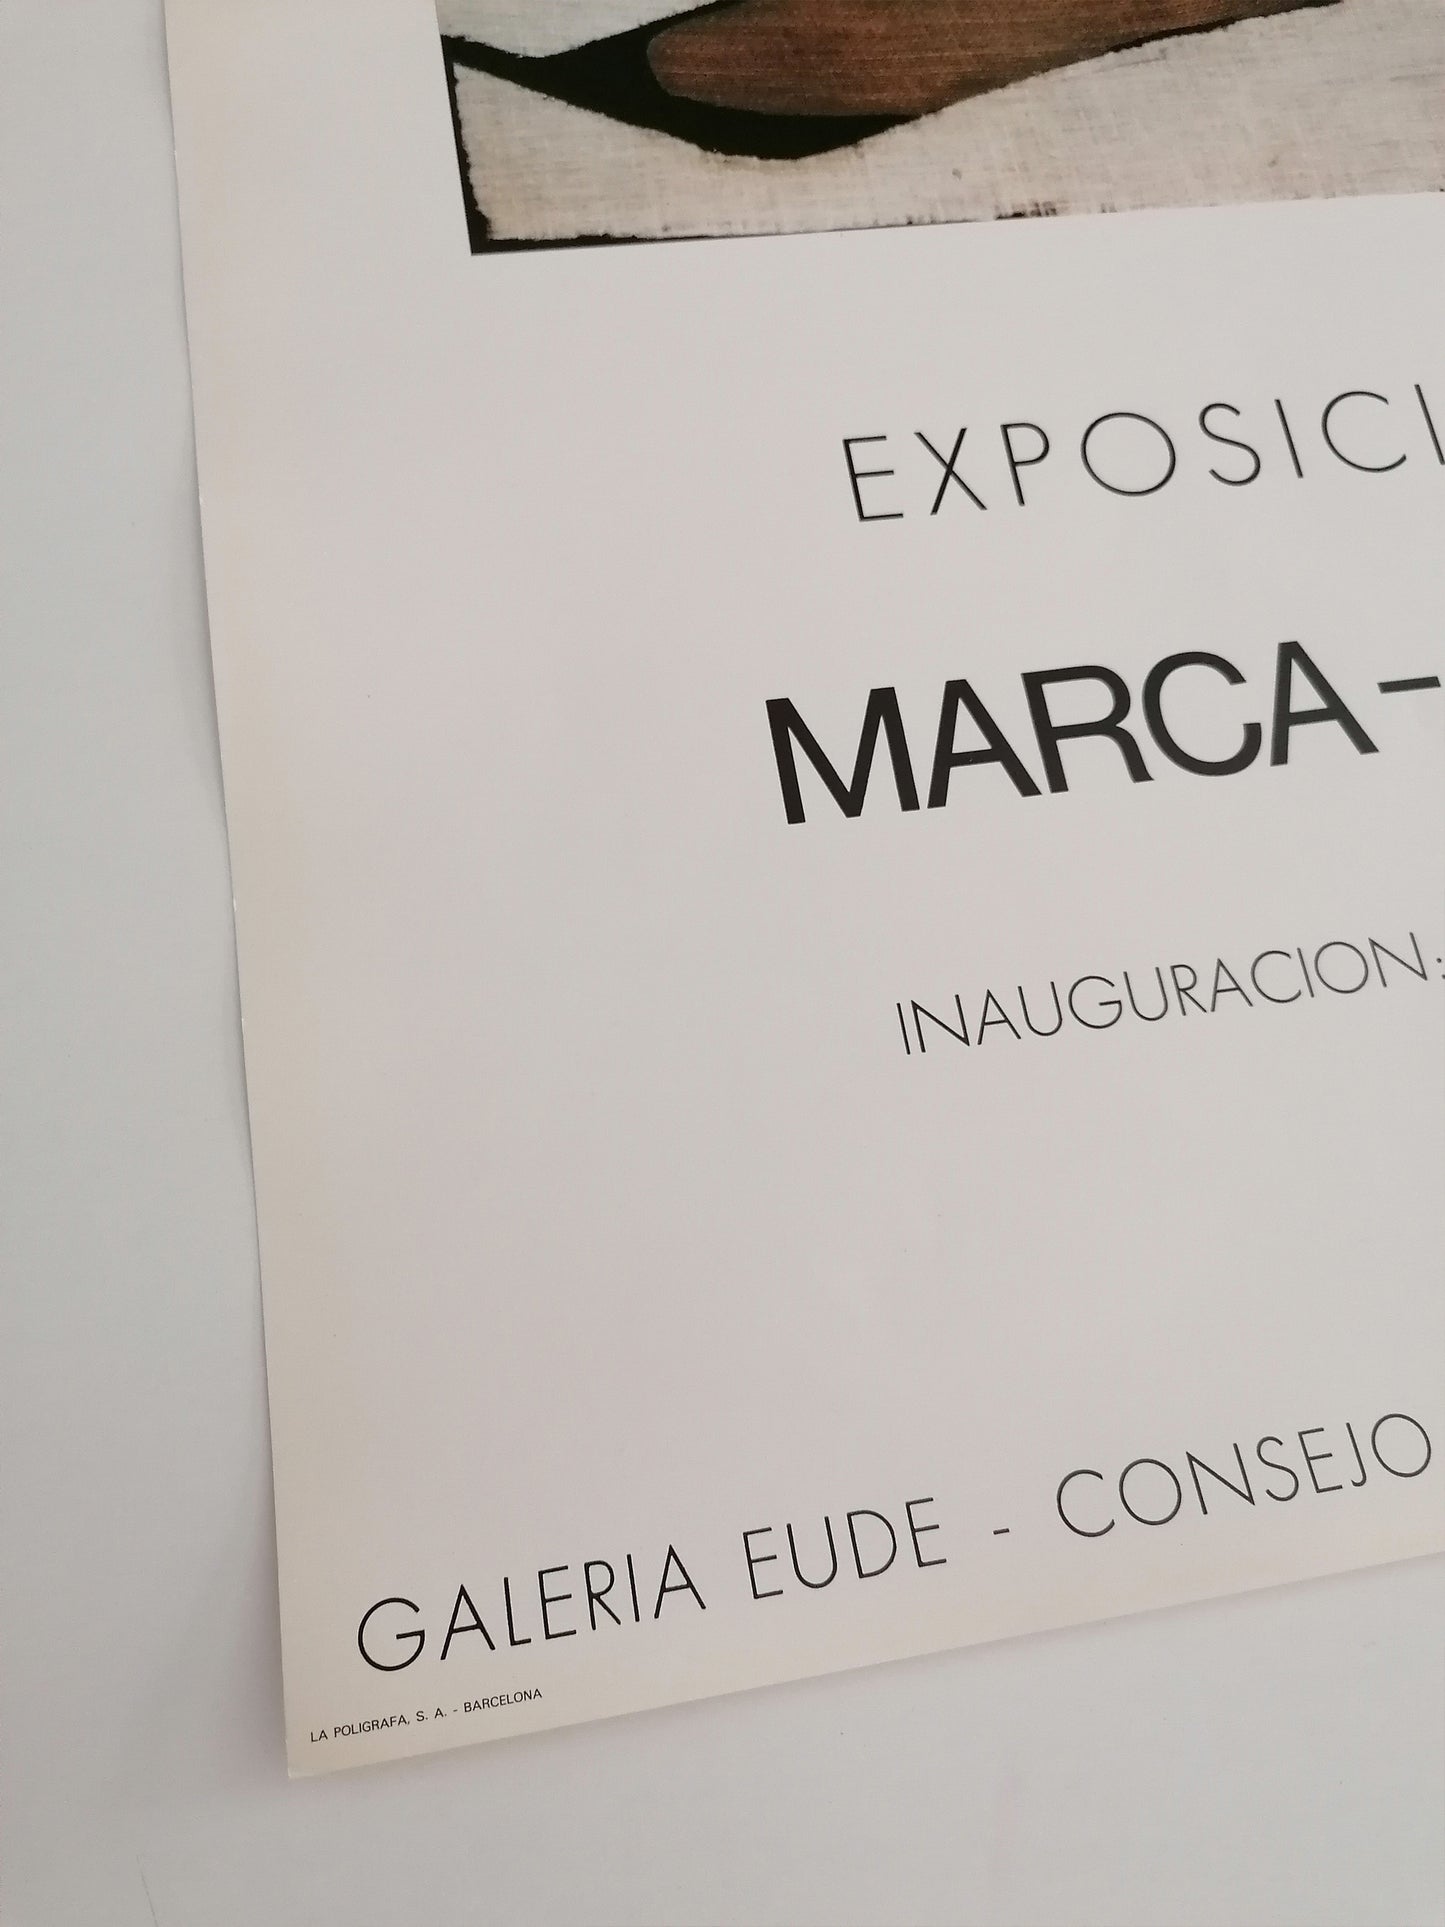 EXPOSICI
MARCA-
INAUGURACION:
GALERIA EUDE - CONSEJO
LA POLIGRAFA, S. A. - BARCELONA